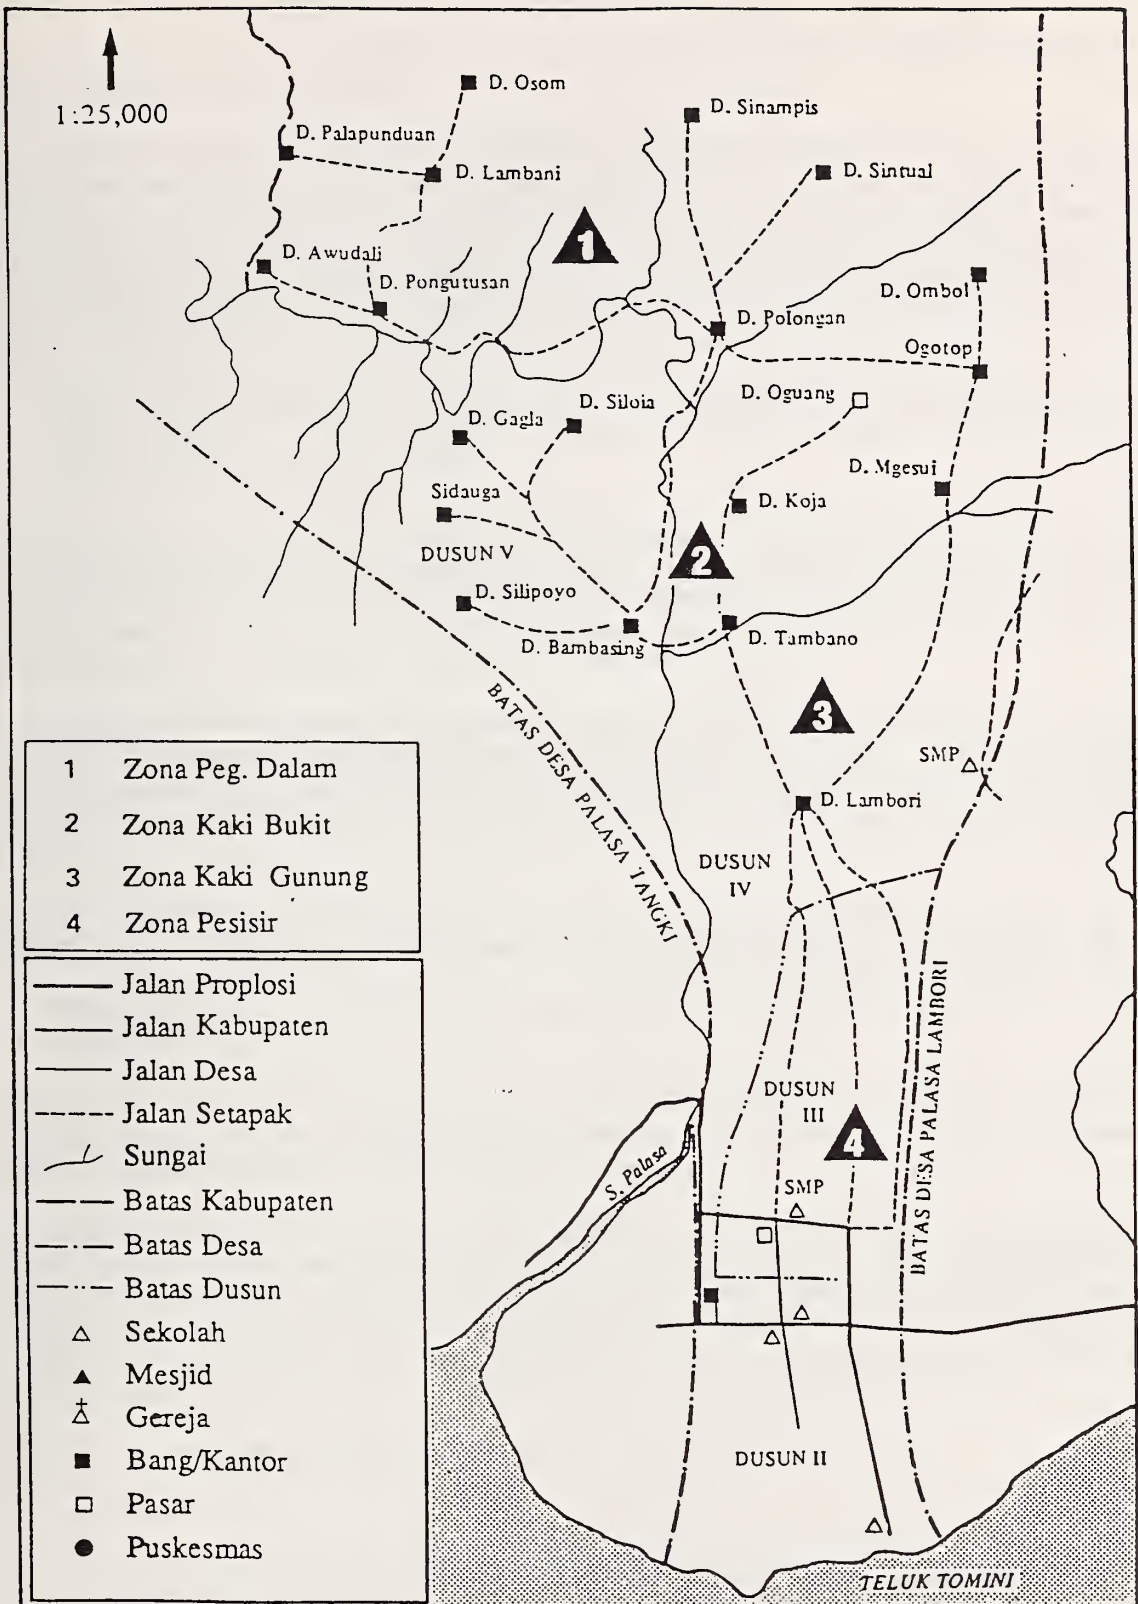 1:25,000
D. Osom
D. Sinampis
D. Palapunduan
D. Lambani
D. Sintual
1
D. Awudali
D. Pongutusan
D. Ombol
D. Polongan
Ogotop
D. Oguang
D. Siloia
D. Gagla
D. Mgesui
Sidauga
D. Koja
DUSUN V
2
D. Silipoyo
D. Bambasing
D. Tambano
BATAS DESA PALASA TANGKI
3
SMP
D. Lambori
DUSUN
IV
1 Zona Peg. Dalam
2 Zona Kaki Bukit
3 Zona Kaki Gunung
4 Zona Pesisir
Jalan Proplosi
Jalan Kabupaten
Jalan Desa
Jalan Setapak
Sungai
Batas Kabupaten
Batas Desa
Batas Dusun
Sekolah
Mesjid
Gereja
Bang/Kantor
Pasar
Puskesmas
BATAS DESA PALASA LAMBORI
DUSUN
III
4
S. Palasa
SMP
DUSUN II
TELUK TOMINI